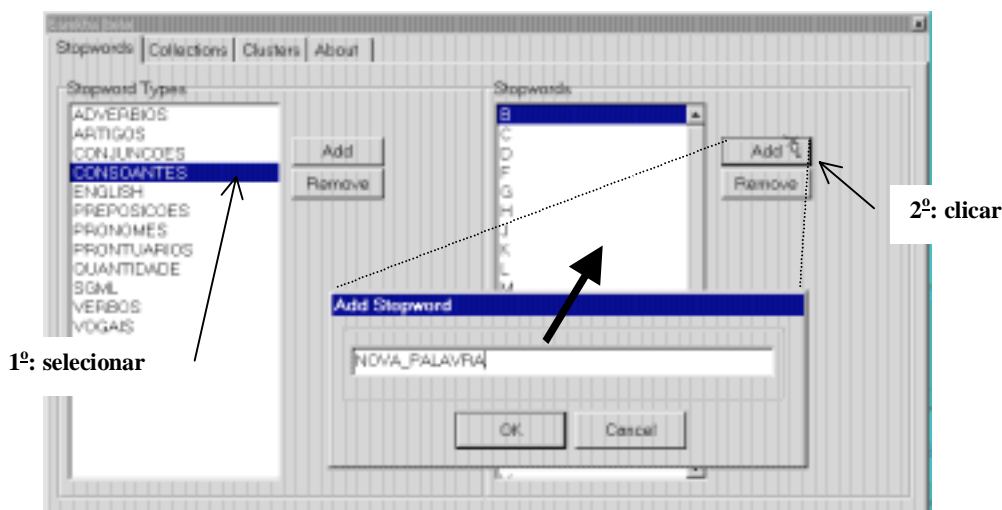 Stopwords Collections Clusters About
Stopword Types
ADVERBIOS
ARTIGOS
CONJUNCOES
CONSOANTES
ENGLISH
PREPOSICOES
PRONOMES
PRONTUARIOS
QUANTIDADE
SGML
VERBOS
VOGAIS
Add
Remove
Stopwords
B
C
D
F
G
H
J
K
L
M
Add
Remove
1º: selecionar
2º: clicar
Add Stopword
NOVA_PALAVRA
OK
Cancel